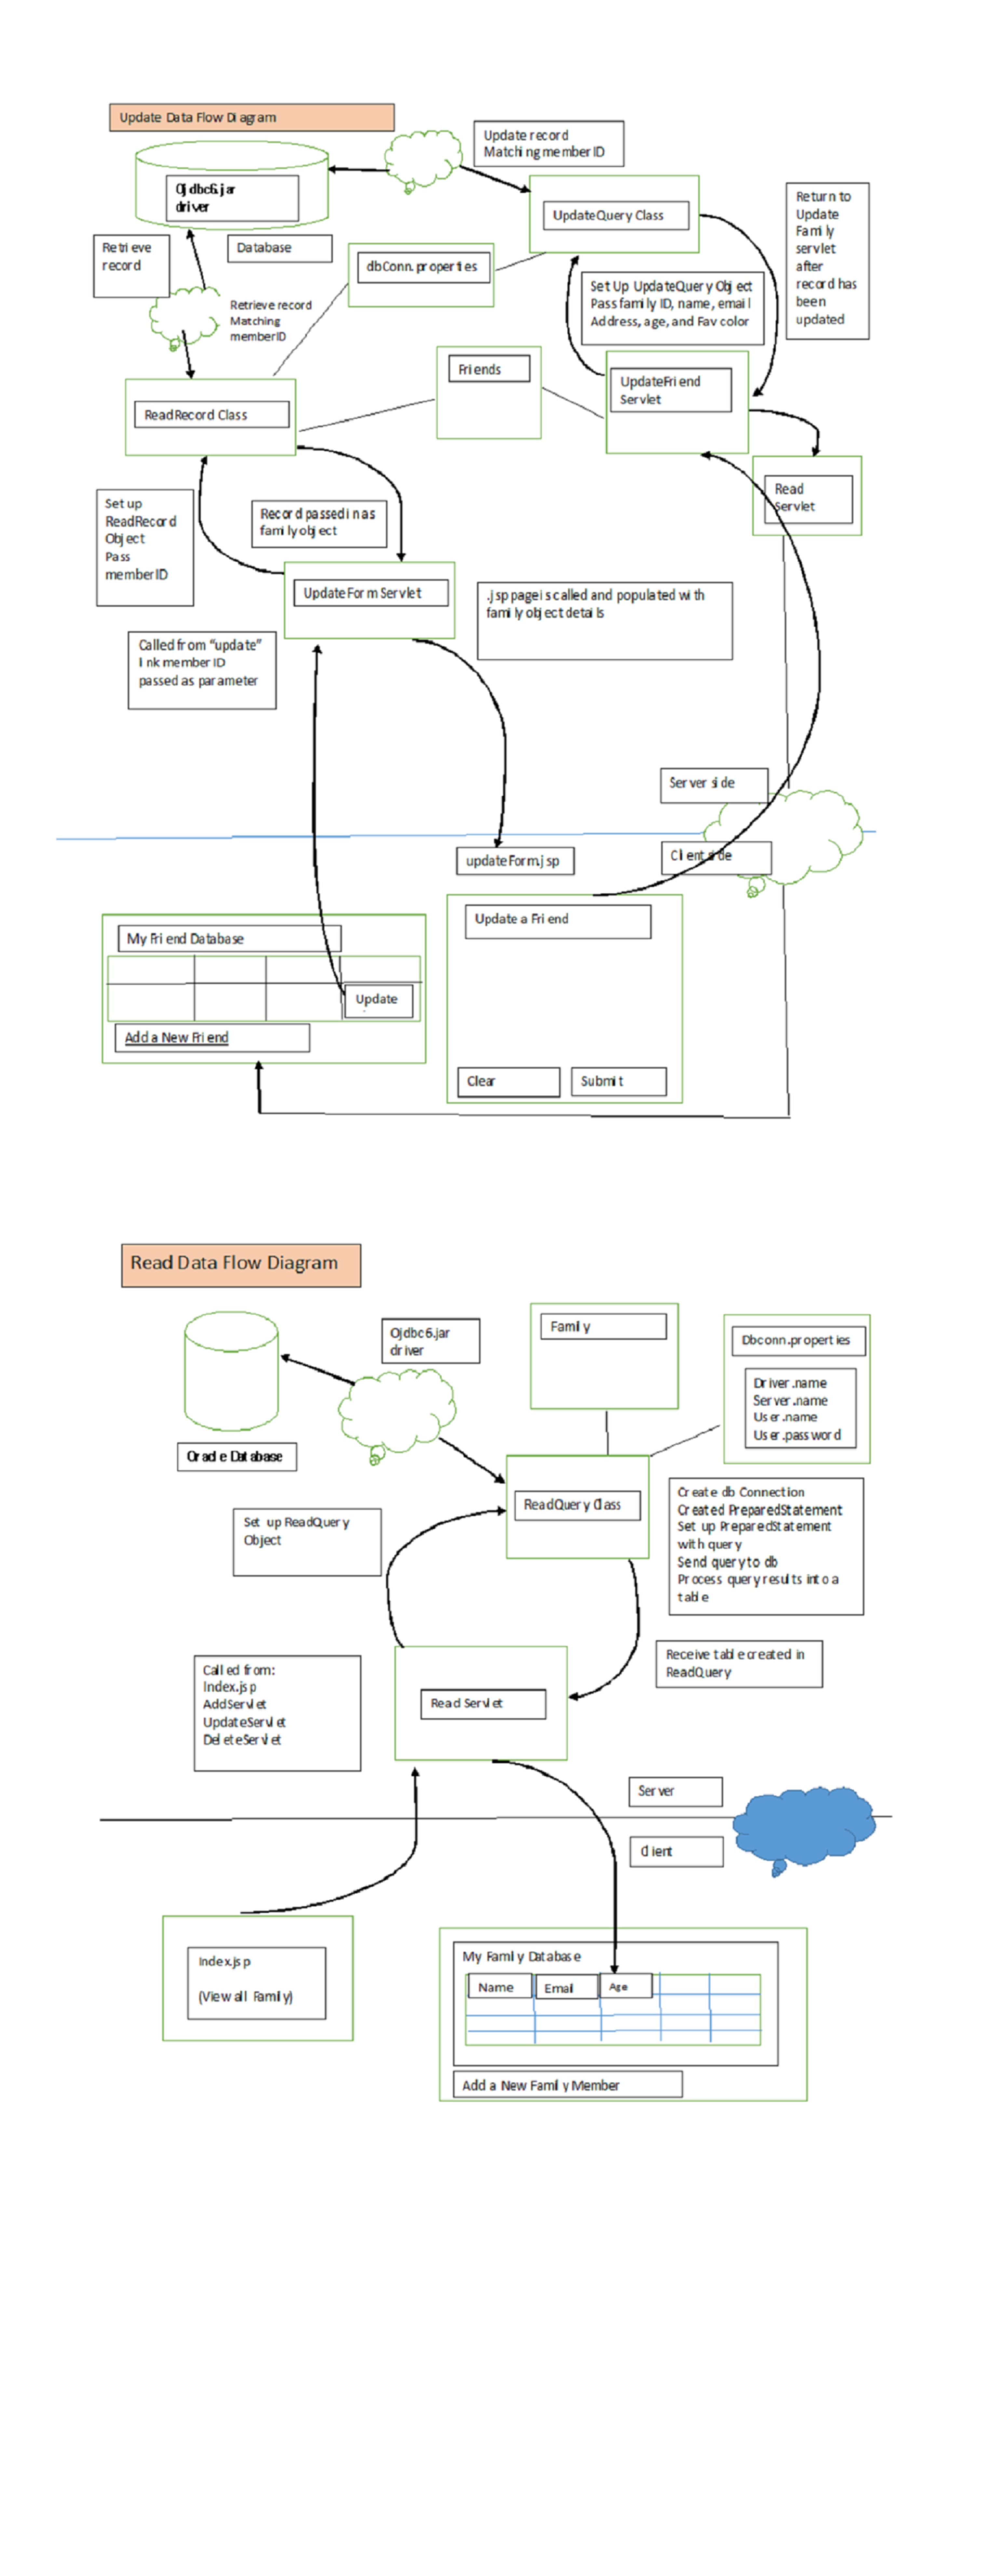 Update Data Flow Diagram
Update record
Matching member ID
Ojdbc6.jar
driver
UpdateQuery Class
Return to
Update
Family
servlet
after
record has
been
updated
Retrieve
record
Database
dbConn.properties
Set Up UpdateQuery Object
Pass family ID, name, email
Address, age, and Fav color
Retrieve record
Matching
memberID
Friends
UpdateFriend
Servlet
ReadRecord Class
Read
Servlet
Set up
ReadRecord
Object
Pass
memberID
Record passed in as
family object
UpdateForm Servlet
.jsp page is called and populated with
family object details
Called from "update"
link member ID
passed as parameter
Server side
updateForm.jsp
Client side
Update a Friend
My Friend Database
Update
Add a New Friend
Clear
Submit
Read Data Flow Diagram
Ojdbc6.jar
driver
Family
Dbconn.properties
Driver.name
Server.name
User.name
User.password
Oracle Database
ReadQuery Class
Create db Connection
Created PreparedStatement
Set up PreparedStatement
with query
Send query to db
Process query results into a
table
Set up ReadQuery
Object
Receive table created in
ReadQuery
Called from:
Index.jsp
AddServlet
UpdateServlet
DeleteServlet
Read Servlet
Server
Client
Index.jsp
(View all Family)
My Family Database
Name
Email
Age
Add a New Family Member